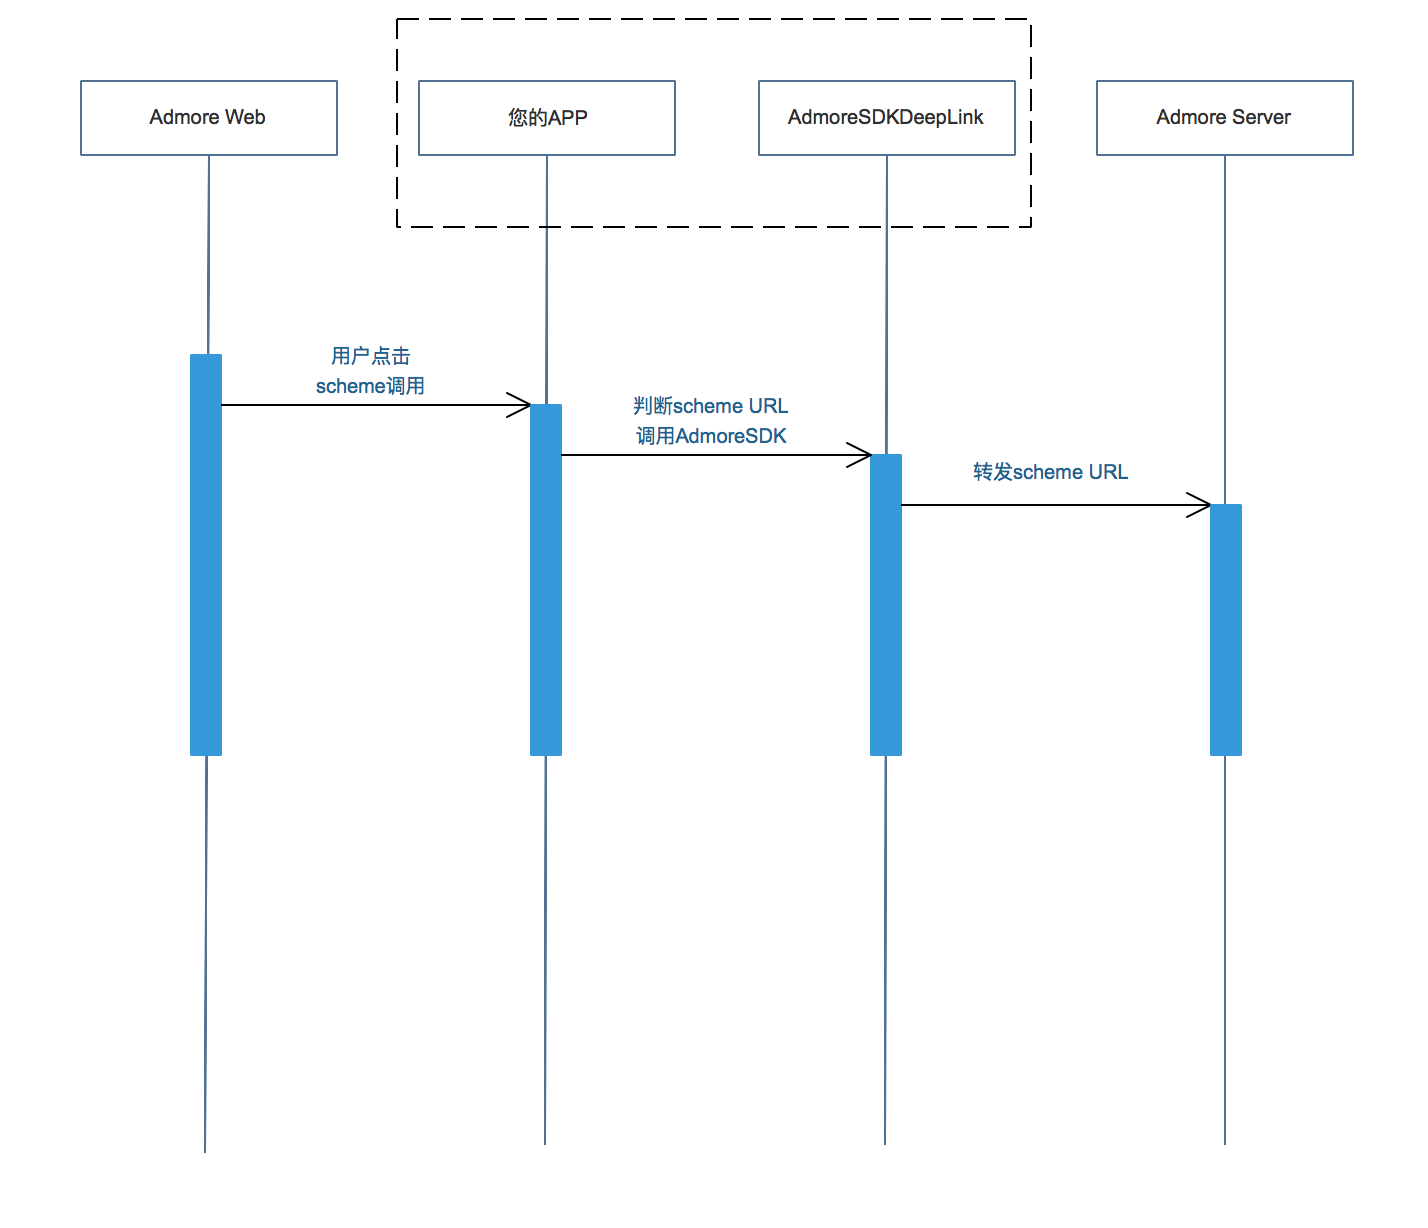 Admore Web
您的APP
AdmoreSDKDeepLink
Admore Server
用户点击
scheme调用
判断scheme URL
调用AdmoreSDK
转发scheme URL